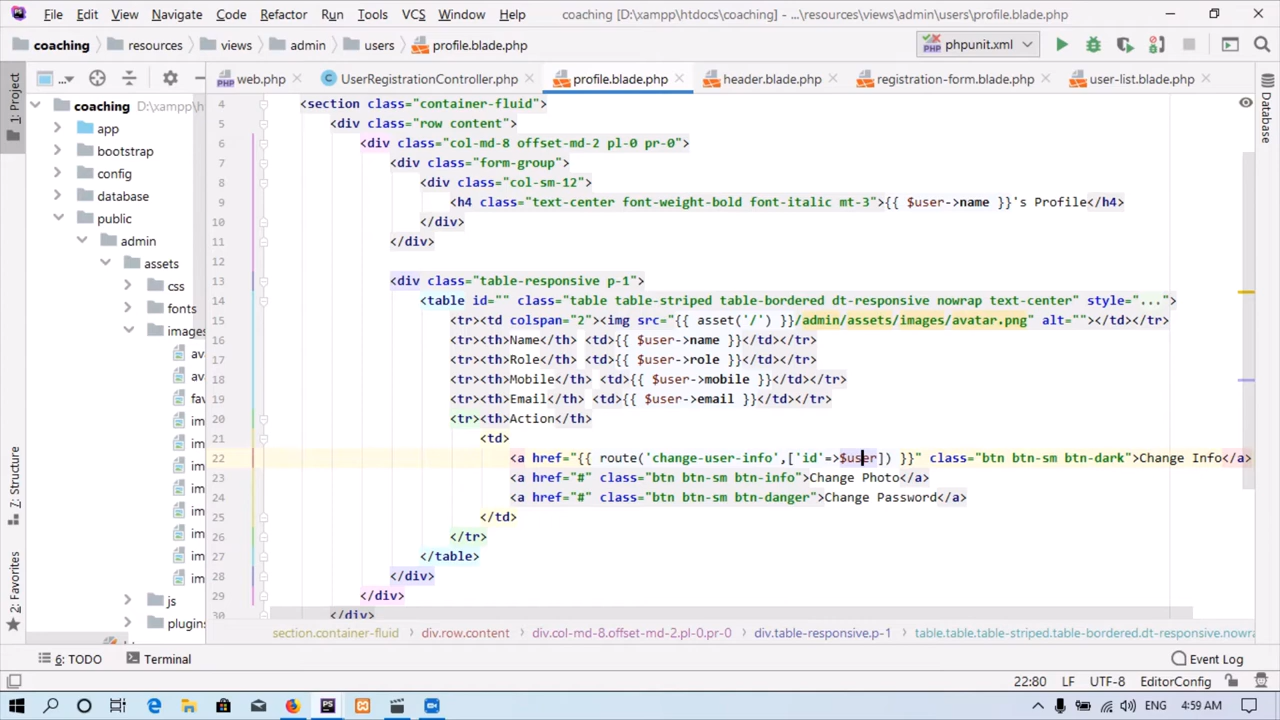 File Edit View Navigate Code Refactor Run Tools VCS Window Help coaching [D:\xampp\htdocs\coaching] - ...\resources\views\admin\users\profile.blade.php
coaching resources views admin users profile.blade.php phpunit.xml
1: Project
... web.php UserRegistrationController.php profile.blade.php header.blade.php registration-form.blade.php user-list.blade.php
Database
coaching D:\xampp\h
app
bootstrap
config
database
public
admin
assets
css
fonts
images
av
av
fav
im
im
im
im
im
im
im
js
plugins
4 <section class="container-fluid">
5 <div class="row content">
6 <div class="col-md-8 offset-md-2 pl-0 pr-0">
7 <div class="form-group">
8 <div class="col-sm-12">
9 <h4 class="text-center font-weight-bold font-italic mt-3">{{ $user->name }}'s Profile</h4>
10 </div>
11 </div>
12
13 <div class="table-responsive p-1">
14 <table id="" class="table table-striped table-bordered dt-responsive nowrap text-center" style="...">
15 <tr><td colspan="2"><img src="{{ asset('/') }}/admin/assets/images/avatar.png" alt=""></td></tr>
16 <tr><th>Name</th> <td>{{ $user->name }}</td></tr>
17 <tr><th>Role</th> <td>{{ $user->role }}</td></tr>
18 <tr><th>Mobile</th> <td>{{ $user->mobile }}</td></tr>
19 <tr><th>Email</th> <td>{{ $user->email }}</td></tr>
20 <tr><th>Action</th>
21 <td>
22 <a href="{{ route('change-user-info',['id'=>$user]) }}" class="btn btn-sm btn-dark">Change Info</a>
23 <a href="#" class="btn btn-sm btn-info">Change Photo</a>
24 <a href="#" class="btn btn-sm btn-danger">Change Password</a>
25 </td>
26 </tr>
27 </table>
28 </div>
29 </div>
30 </div>
7: Structure
2: Favorites
section.container-fluid div.row.content div.col-md-8.offset-md-2.pl-0.pr-0 div.table-responsive.p-1 table.table.table-striped.table-bordered.dt-responsive.nowr
6: TODO Terminal Event Log
22:80 LF UTF-8 EditorConfig
ENG 4:59 AM